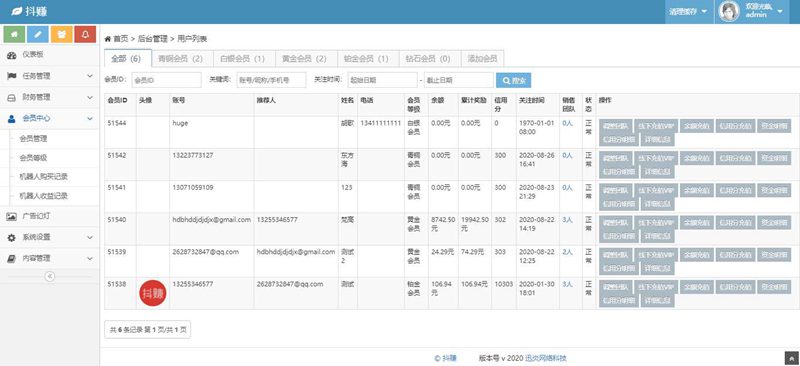 抖赚
清理缓存
欢迎光临,
admin
首页 > 后台管理 > 用户列表
仪表板
任务管理
财务管理
会员中心
会员管理
会员等级
机器人购买记录
机器人收益记录
广告幻灯
系统设置
内容管理
全部（6） 青铜会员（2） 白银会员（1） 黄金会员（2） 铂金会员（1） 钻石会员（0） 添加会员
会员ID: 会员ID 关键词: 账号/昵称/手机号 关注时间: 起始日期 - 截止日期 搜索
会员ID 头像 账号 推荐人 姓名 电话 会员等级 余额 累计奖励 信用分 关注时间 销售团队 状态 操作
51544 huge 胡歌 13411111111 白银会员 0.00元 0.00元 0 1970-01-01 08:00 0人 正常 调整团队 线下充值VIP 余额充值 信用分充值 资金明细
信用分明细 详细信息
51542 13223773127 东方海 青铜会员 0.00元 0.00元 300 2020-08-26 16:41 0人 正常 调整团队 线下充值VIP 余额充值 信用分充值 资金明细
信用分明细 详细信息
51541 13071059109 123 青铜会员 0.00元 0.00元 300 2020-08-23 21:29 0人 正常 调整团队 线下充值VIP 余额充值 信用分充值 资金明细
信用分明细 详细信息
51540 hdbhddjdjdjx@gmail.com 13255346577 梵高 黄金会员 8742.50元 19942.50元 302 2020-08-22 14:19 3人 正常 调整团队 线下充值VIP 余额充值 信用分充值 资金明细
信用分明细 详细信息
51539 2628732847@qq.com hdbhddjdjdjx@gmail.com 测试2 黄金会员 24.29元 74.29元 303 2020-08-22 12:25 2人 正常 调整团队 线下充值VIP 余额充值 信用分充值 资金明细
信用分明细 详细信息
51538 抖赚 13255346577 2628732847@qq.com 测试 铂金会员 106.94元 106.94元 10303 2020-01-30 18:01 3人 正常 调整团队 线下充值VIP 余额充值 信用分充值 资金明细
信用分明细 详细信息
共 6 条记录 第 1 页/共 1 页
© 抖赚 版本号 v 2020 迅炎网络科技